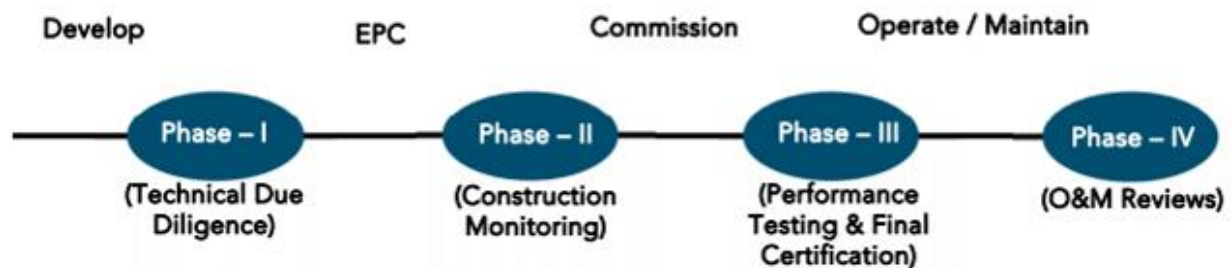 Develop
EPC
Commission
Operate / Maintain
Phase – I
Phase – II
Phase – III
Phase – IV
(Technical Due
Diligence)
(Construction
Monitoring)
(Performance
Testing & Final
Certification)
(O&M Reviews)